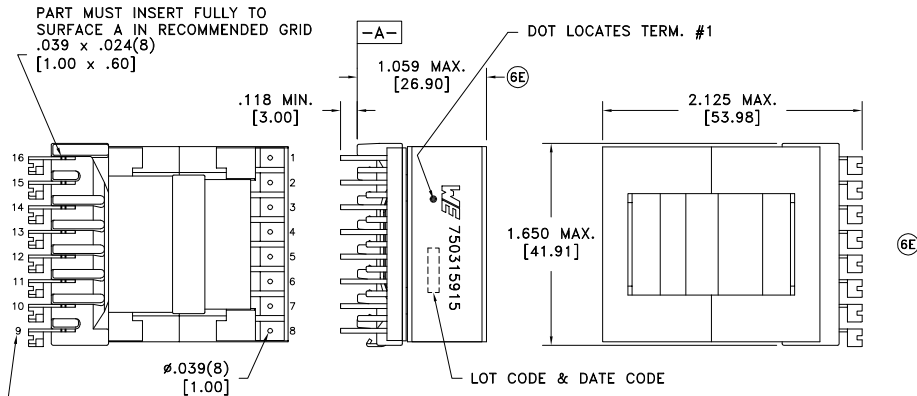 PART MUST INSERT FULLY TO
SURFACE A IN RECOMMENDED GRID
.039 x .024(8)
[1.00 x .60]
-A-
DOT LOCATES TERM. #1
1.059 MAX.
[26.90]
6E
.118 MIN.
[3.00]
2.125 MAX.
[53.98]
16
15
14
13
12
11
10
9
1
2
3
4
5
6
7
8
WE 750315915
1.650 MAX.
[41.91]
6E
ø.039(8)
[1.00]
LOT CODE & DATE CODE